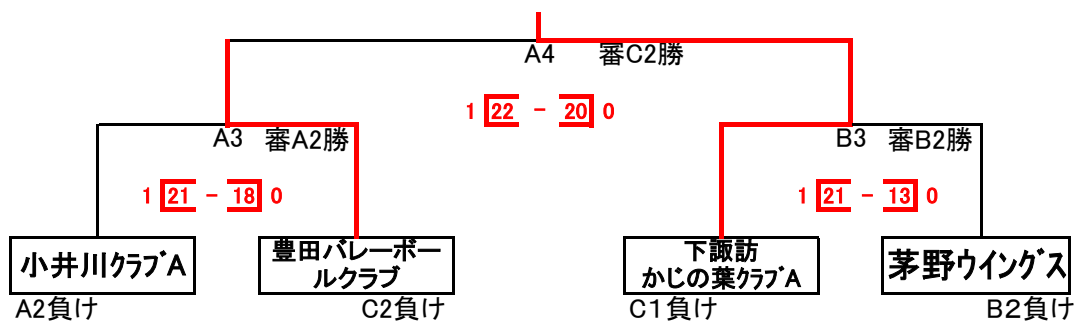 A4 審C2勝
1 22 - 20 0
A3 審A2勝
B3 審B2勝
1 21 - 18 0
1 21 - 13 0
小井川クラブA
豊田バレーボー
ルクラブ
下諏訪
かじの葉クラブA
茅野ウイングス
A2負け
C2負け
C1負け
B2負け